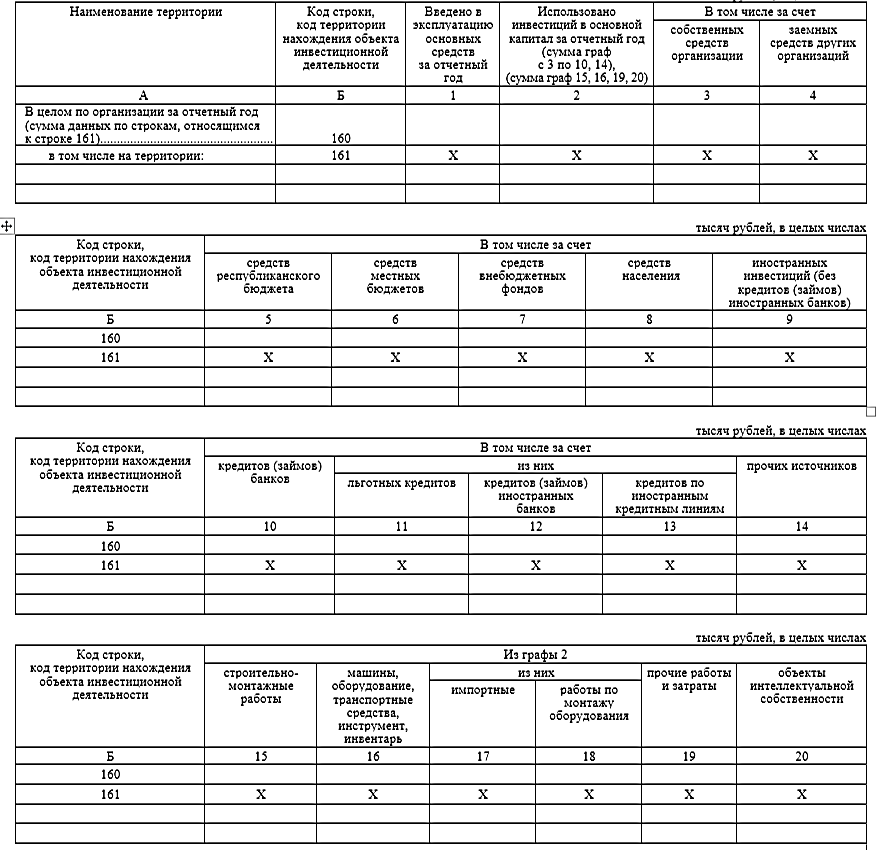 Наименование территории
Код строки,
код территории
нахождения объекта
инвестиционной
деятельности
Введено в
эксплуатацию
основных
средств
за отчетный
год
Использовано
инвестиций в основной
капитал за отчетный год
(сумма граф
с 3 по 10, 14),
(сумма граф 15, 16, 19, 20)
В том числе за счет
собственных
средств
организации
заемных
средств других
организаций
А Б 1 2 3 4
В целом по организации за отчетный год
(сумма данных по строкам, относящимся
к строке 161)..................................................... 160
в том числе на территории: 161 X X X X
тысяч рублей, в целых числах
Код строки,
код территории нахождения
объекта инвестиционной
деятельности
В том числе за счет
средств
республиканского
бюджета
средств
местных
бюджетов
средств
внебюджетных
фондов
средств
населения
иностранных
инвестиций (без
кредитов (займов)
иностранных банков)
Б 5 6 7 8 9
160
161 X X X X X
тысяч рублей, в целых числах
Код строки,
код территории нахождения
объекта инвестиционной
деятельности
В том числе за счет
кредитов (займов)
банков
из них
льготных кредитов
кредитов (займов)
иностранных
банков
кредитов по
иностранным
кредитным линиям
прочих источников
Б 10 11 12 13 14
160
161 X X X X X
тысяч рублей, в целых числах
Код строки,
код территории нахождения
объекта инвестиционной
деятельности
Из графы 2
строительно-
монтажные
работы
машины,
оборудование,
транспортные
средства,
инструмент,
инвентарь
из них
импортные
работы по
монтажу
оборудования
прочие работы
и затраты
объекты
интеллектуальной
собственности
Б 15 16 17 18 19 20
160
161 X X X X X X